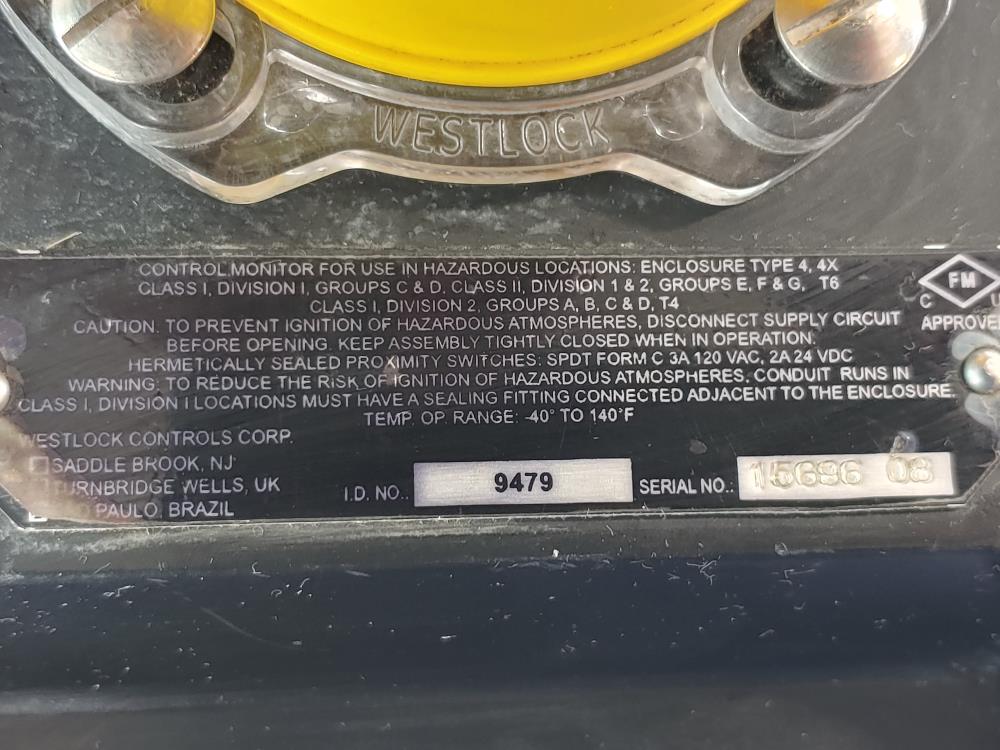 WESTLOCK
CONTROL MONITOR FOR USE IN HAZARDOUS LOCATIONS: ENCLOSURE TYPE 4, 4X
CLASS I, DIVISION I, GROUPS C & D, CLASS II, DIVISION 1 & 2, GROUPS E, F & G, T6
CLASS I, DIVISION 2, GROUPS A, B, C & D, T4
CAUTION. TO PREVENT IGNITION OF HAZARDOUS ATMOSPHERES, DISCONNECT SUPPLY CIRCUIT
BEFORE OPENING. KEEP ASSEMBLY TIGHTLY CLOSED WHEN IN OPERATION.
HERMETICALLY SEALED PROXIMITY SWITCHES: SPDT FORM C 3A 120 VAC, 2A 24 VDC
WARNING: TO REDUCE THE RISK OF IGNITION OF HAZARDOUS ATMOSPHERES, CONDUIT RUNS IN
CLASS I, DIVISION I LOCATIONS MUST HAVE A SEALING FITTING CONNECTED ADJACENT TO THE ENCLOSURE.
TEMP. OP. RANGE: -40° TO 140°F
FM
C U
APPROVE
WESTLOCK CONTROLS CORP.
SADDLE BROOK, NJ
TURNBRIDGE WELLS, UK
PAULO, BRAZIL
I.D. NO.: 9479
SERIAL NO.: 15696 08